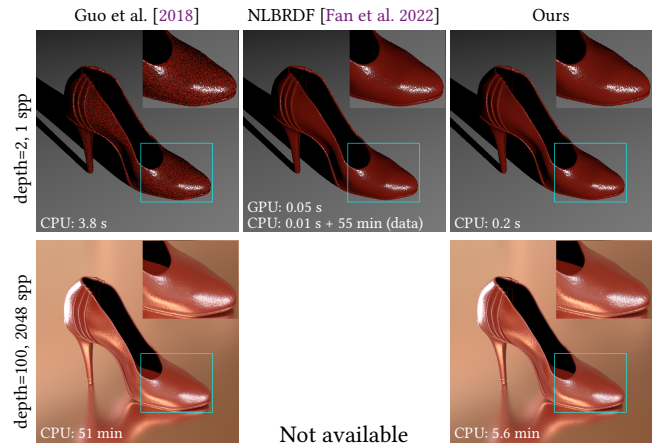 Guo et al. [2018]
NLBRDF [Fan et al. 2022]
Ours
depth=2, 1 spp
CPU: 3.8 s
GPU: 0.05 s
CPU: 0.01 s + 55 min (data)
CPU: 0.2 s
depth=100, 2048 spp
CPU: 51 min
Not available
CPU: 5.6 min